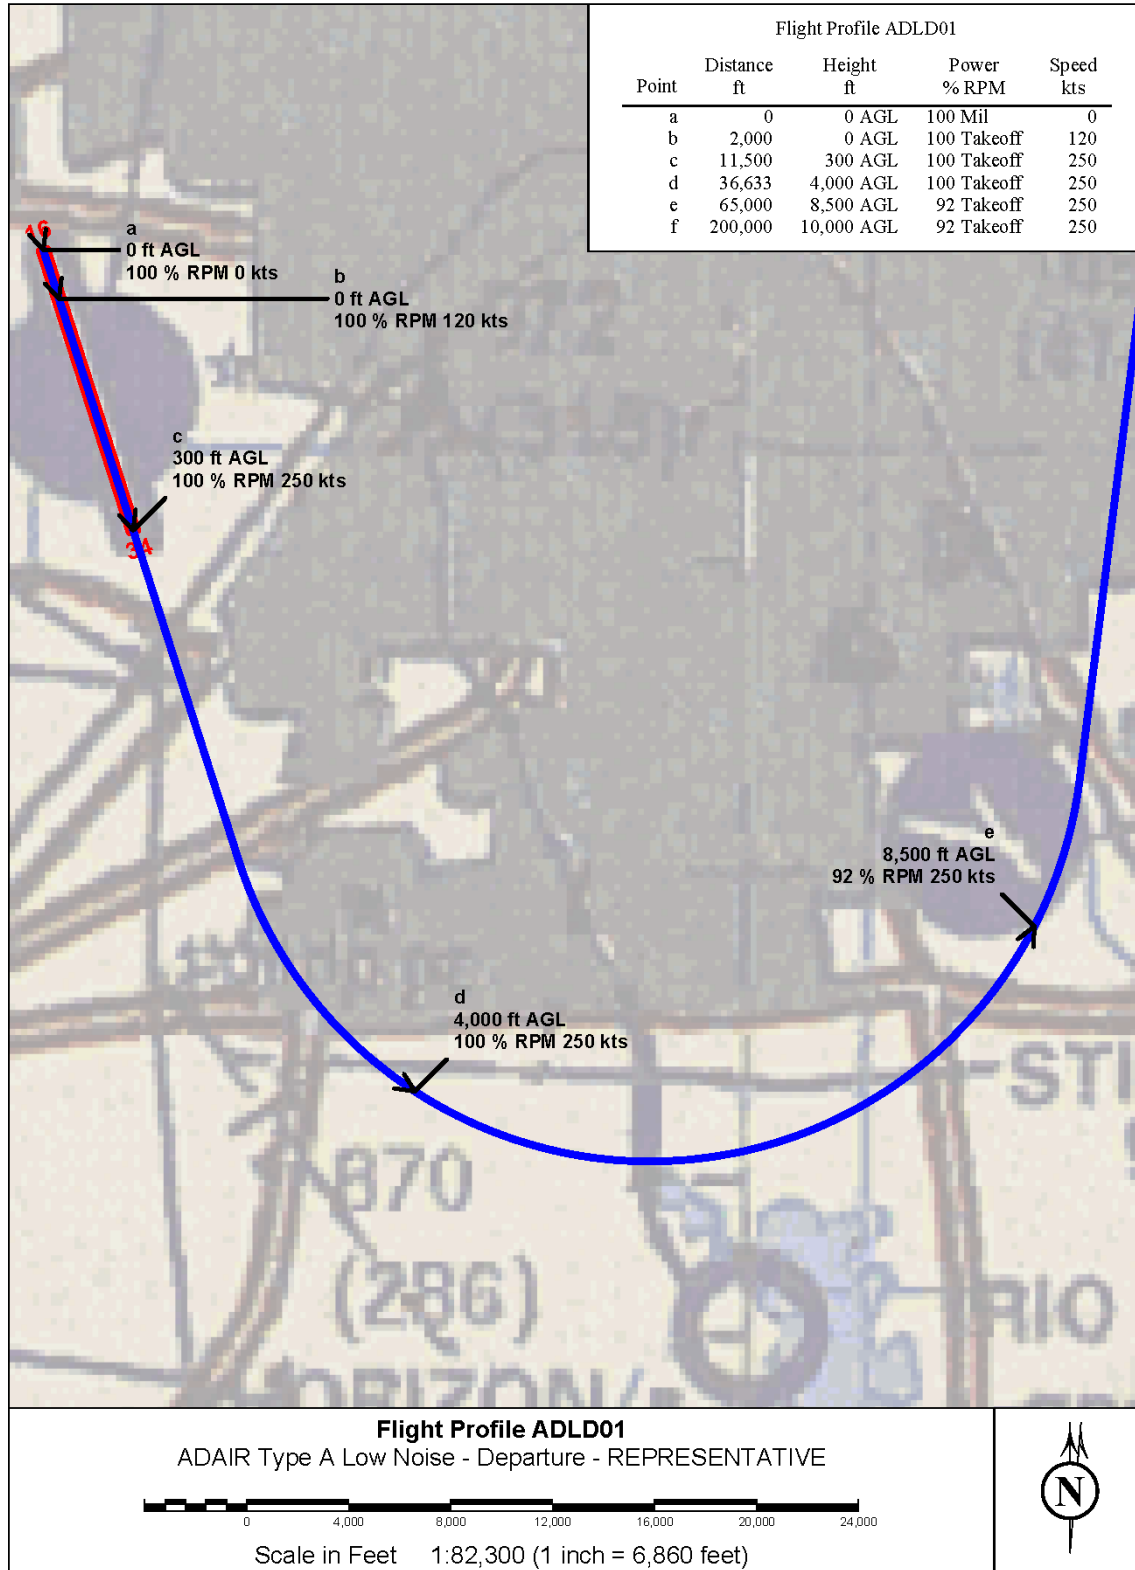 Flight Profile ADLD01
Point Distance ft Height ft Power % RPM Speed kts
a 0 0 AGL 100 Mil 0
b 2,000 0 AGL 100 Takeoff 120
c 11,500 300 AGL 100 Takeoff 250
d 36,633 4,000 AGL 100 Takeoff 250
e 65,000 8,500 AGL 92 Takeoff 250
f 200,000 10,000 AGL 92 Takeoff 250
16
a
0 ft AGL
100 % RPM 0 kts
b
0 ft AGL
100 % RPM 120 kts
c
300 ft AGL
100 % RPM 250 kts
34
e
8,500 ft AGL
92 % RPM 250 kts
d
4,000 ft AGL
100 % RPM 250 kts
870
(286)
RIO
Flight Profile ADLD01
ADAIR Type A Low Noise - Departure - REPRESENTATIVE
0 4,000 8,000 12,000 16,000 20,000 24,000
Scale in Feet 1:82,300 (1 inch = 6,860 feet)
N